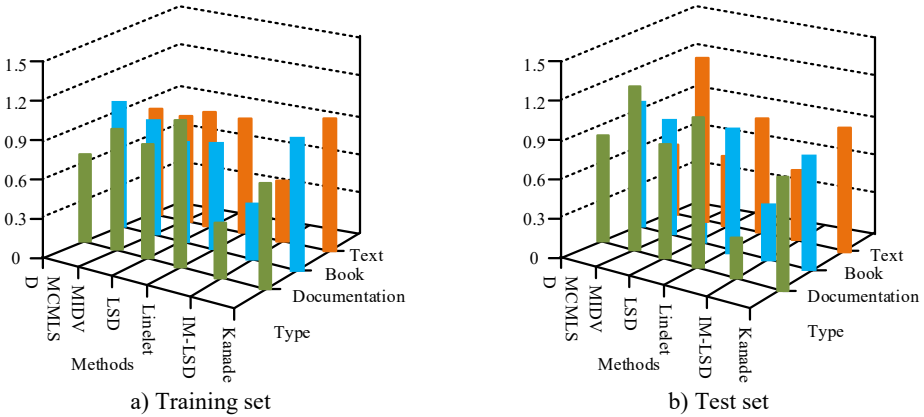 1.5
1.2
0.9
0.6
0.3
0
D
MCMLS
MIDV
LSD
Linelet
IM-LSD
Kanade
Methods
Text
Book
Documentation
Type
a) Training set
1.5
1.2
0.9
0.6
0.3
0
D
MCMLS
MIDV
LSD
Linelet
IM-LSD
Kanade
Methods
Text
Book
Documentation
Type
b) Test set